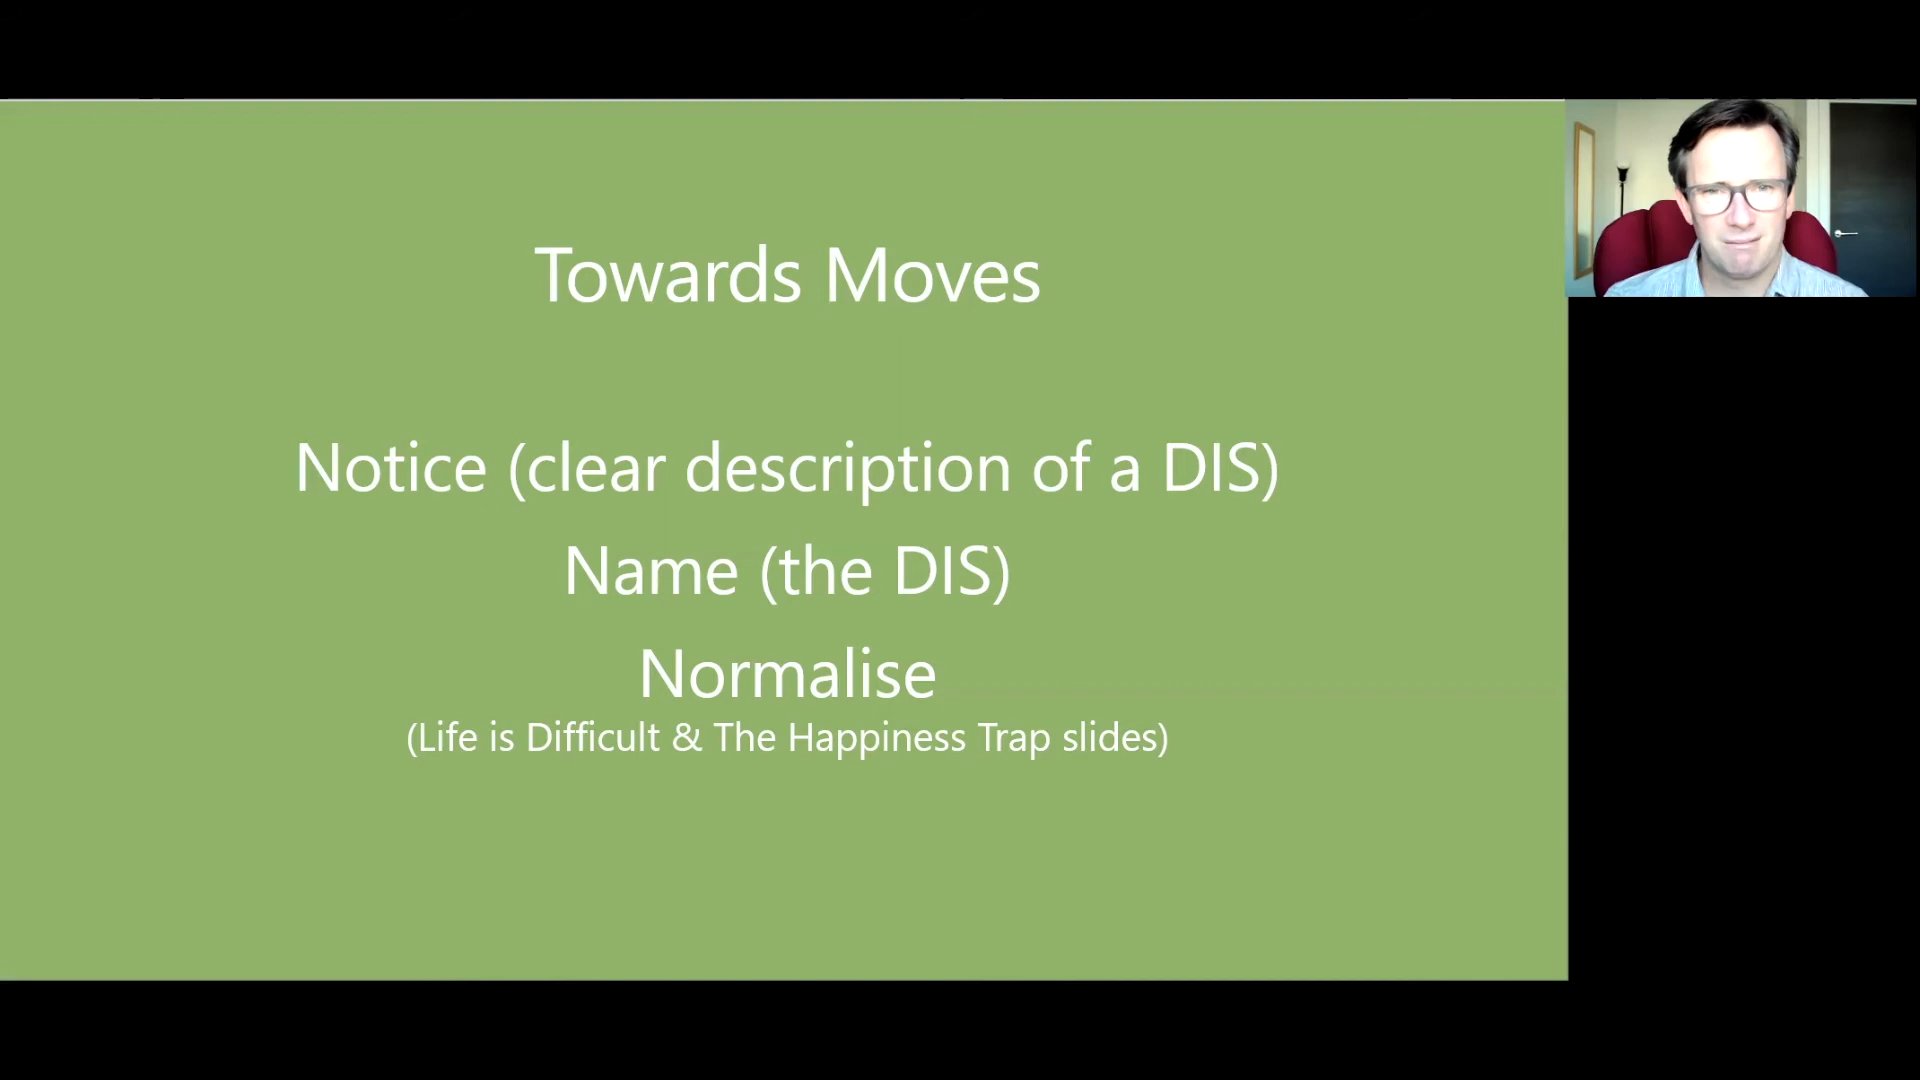 Towards Moves
Notice (clear description of a DIS)
Name (the DIS)
Normalise
(Life is Difficult & The Happiness Trap slides)